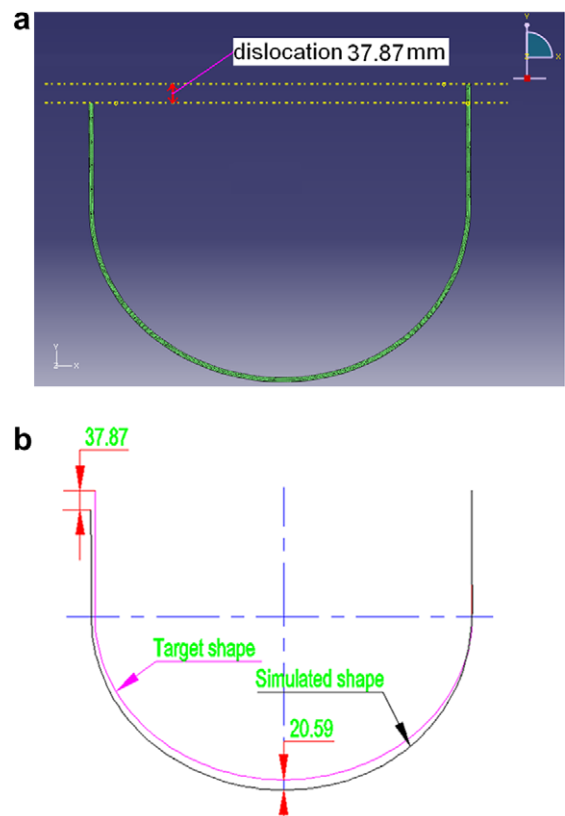 a
dislocation 37.87 mm
Y
Z
X
Y
Z
X
b
37.87
Target shape
Simulated shape
20.59